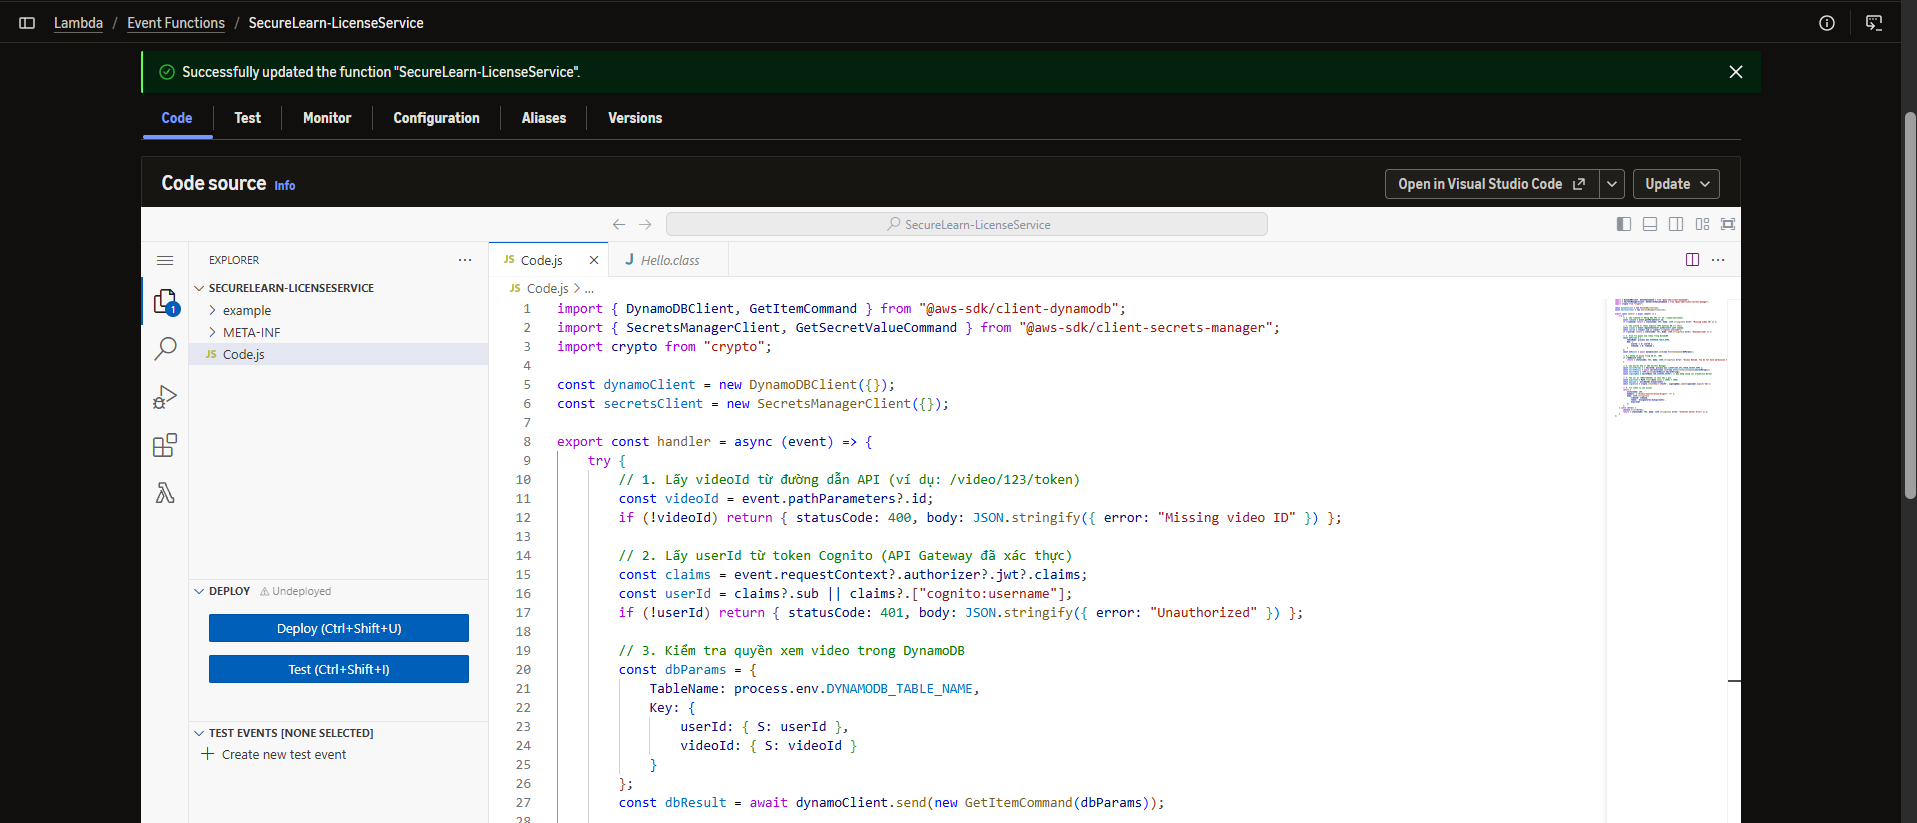 Lambda / Event Functions / SecureLearn-LicenseService
Successfully updated the function "SecureLearn-LicenseService".
Code Test Monitor Configuration Aliases Versions
Code source Info
Open in Visual Studio Code
Update
SecureLearn-LicenseService
EXPLORER
SECURELEARN-LICENSESERVICE
example
META-INF
JS Code.js
1
DEPLOY Undeployed
Deploy (Ctrl+Shift+U)
Test (Ctrl+Shift+I)
TEST EVENTS [NONE SELECTED]
Create new test event
JS Code.js
J Hello.class
JS Code.js > ...
1 import { DynamoDBClient, GetItemCommand } from "@aws-sdk/client-dynamodb";
2 import { SecretsManagerClient, GetSecretValueCommand } from "@aws-sdk/client-secrets-manager";
3 import crypto from "crypto";
4
5 const dynamoClient = new DynamoDBClient({});
6 const secretsClient = new SecretsManagerClient({});
7
8 export const handler = async (event) => {
9 try {
10 // 1. Lấy videoId từ đường dẫn API (ví dụ: /video/123/token)
11 const videoId = event.pathParameters?.id;
12 if (!videoId) return { statusCode: 400, body: JSON.stringify({ error: "Missing video ID" }) };
13
14 // 2. Lấy userId từ token Cognito (API Gateway đã xác thực)
15 const claims = event.requestContext?.authorizer?.jwt?.claims;
16 const userId = claims?.sub || claims?.["cognito:username"];
17 if (!userId) return { statusCode: 401, body: JSON.stringify({ error: "Unauthorized" }) };
18
19 // 3. Kiểm tra quyền xem video trong DynamoDB
20 const dbParams = {
21 TableName: process.env.DYNAMODB_TABLE_NAME,
22 Key: {
23 userId: { S: userId },
24 videoId: { S: videoId }
25 }
26 };
27 const dbResult = await dynamoClient.send(new GetItemCommand(dbParams));
28